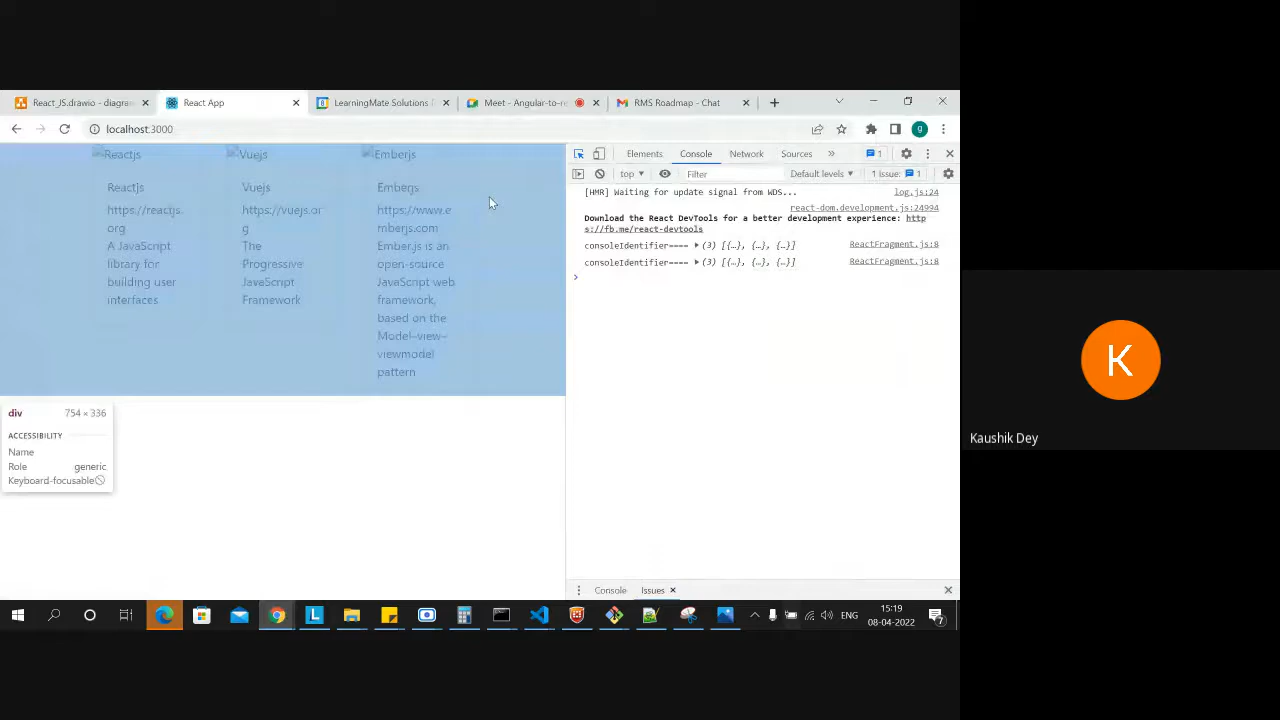 React_JS.drawio - diagra
React App
LearningMate Solutions
Meet - Angular-to-re
RMS Roadmap - Chat
localhost:3000
g
Elements
Console
Network
Sources
1
top
Filter
Default levels
1 Issue:
1
[HMR] Waiting for update signal from WDS...
log.js:24
react-dom.development.js:24994
Download the React DevTools for a better development experience: http
s://fb.me/react-devtools
consoleIdentifier==== ▶ (3) [{…}, {…}, {…}]
ReactFragment.js:8
consoleIdentifier==== ▶ (3) [{…}, {…}, {…}]
ReactFragment.js:8
Reactjs
Vuejs
Emberjs
Reactjs
https://reactjs.
org
A JavaScript
library for
building user
interfaces
Vuejs
https://vuejs.or
g
The
Progressive
JavaScript
Framework
Emberjs
https://www.e
mberjs.com
Ember.js is an
open-source
JavaScript web
framework,
based on the
Model–view–
viewmodel
pattern
div
754 × 336
ACCESSIBILITY
Name
Role
generic
Keyboard-focusable
Console
Issues
ENG
15:19
08-04-2022
7
K
Kaushik Dey